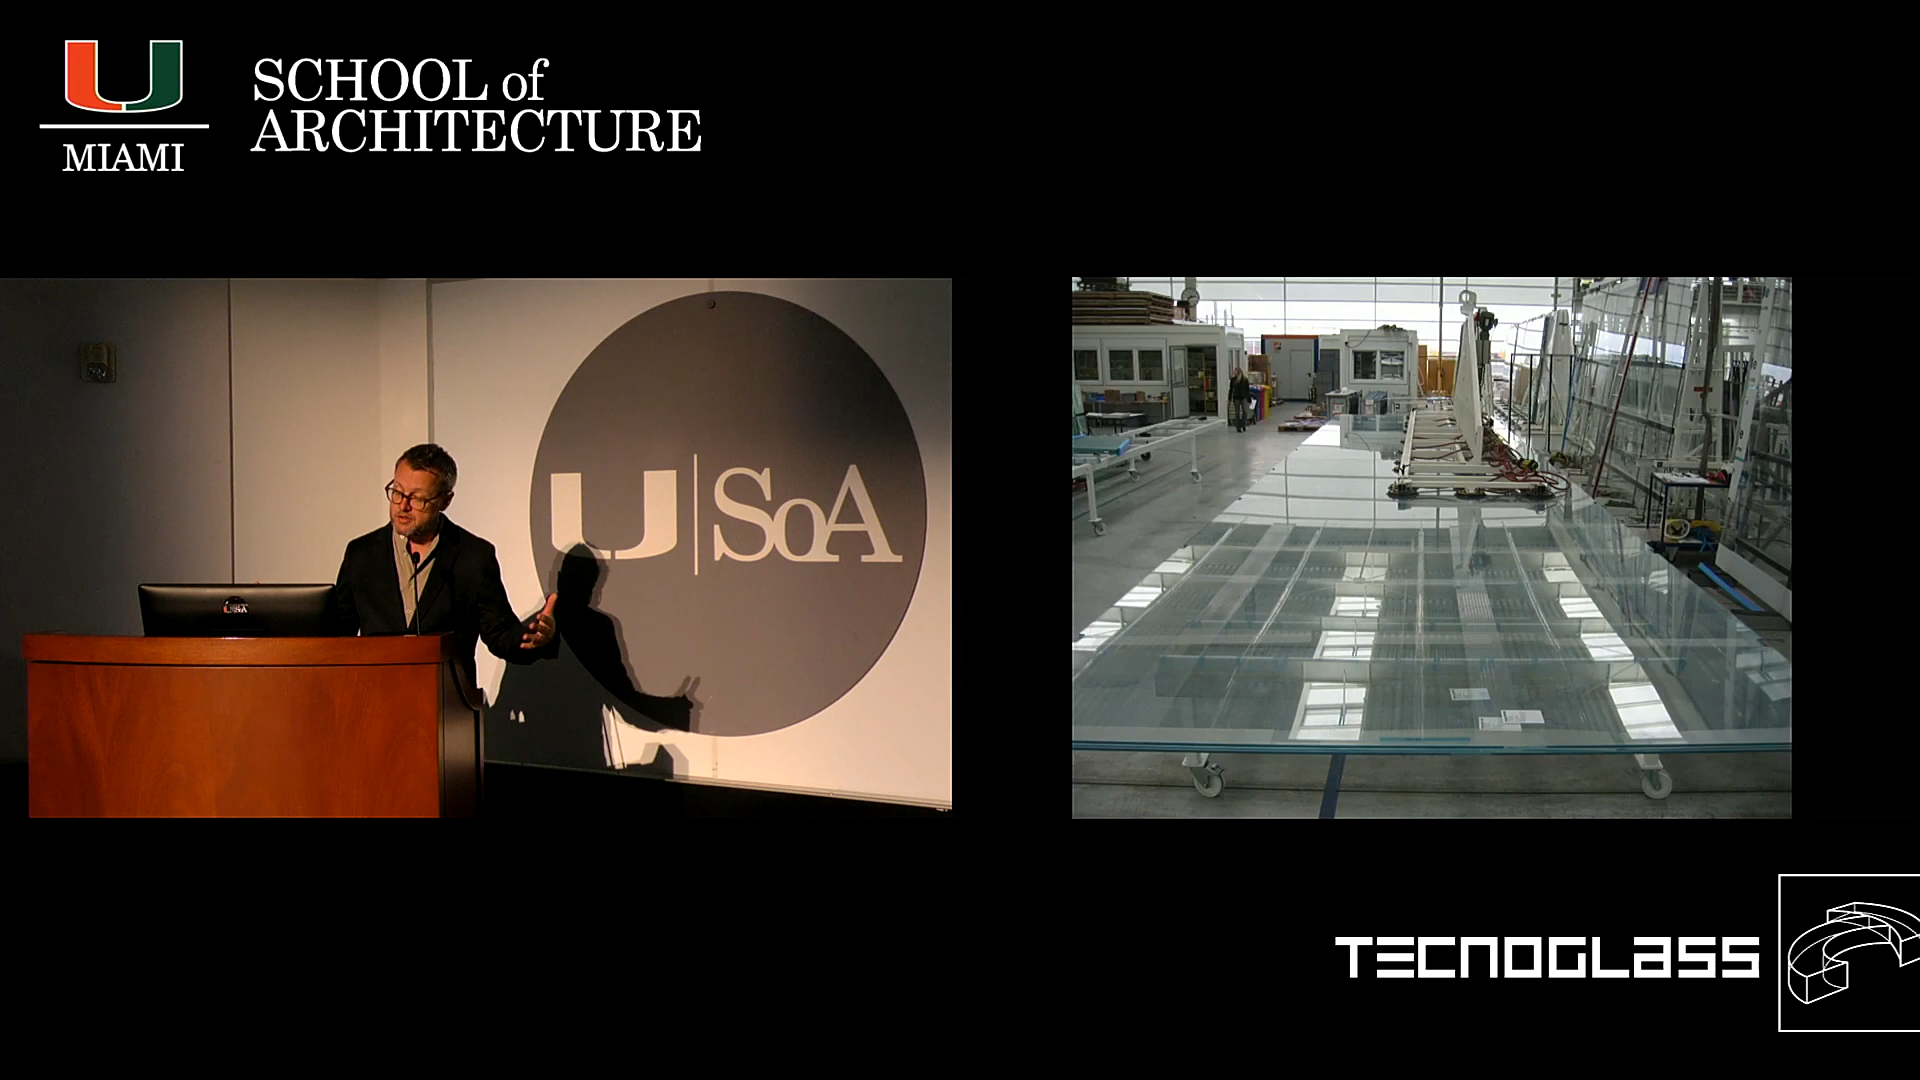 MIAMI
SCHOOL of
ARCHITECTURE
U | SoA
TECNOGLASS